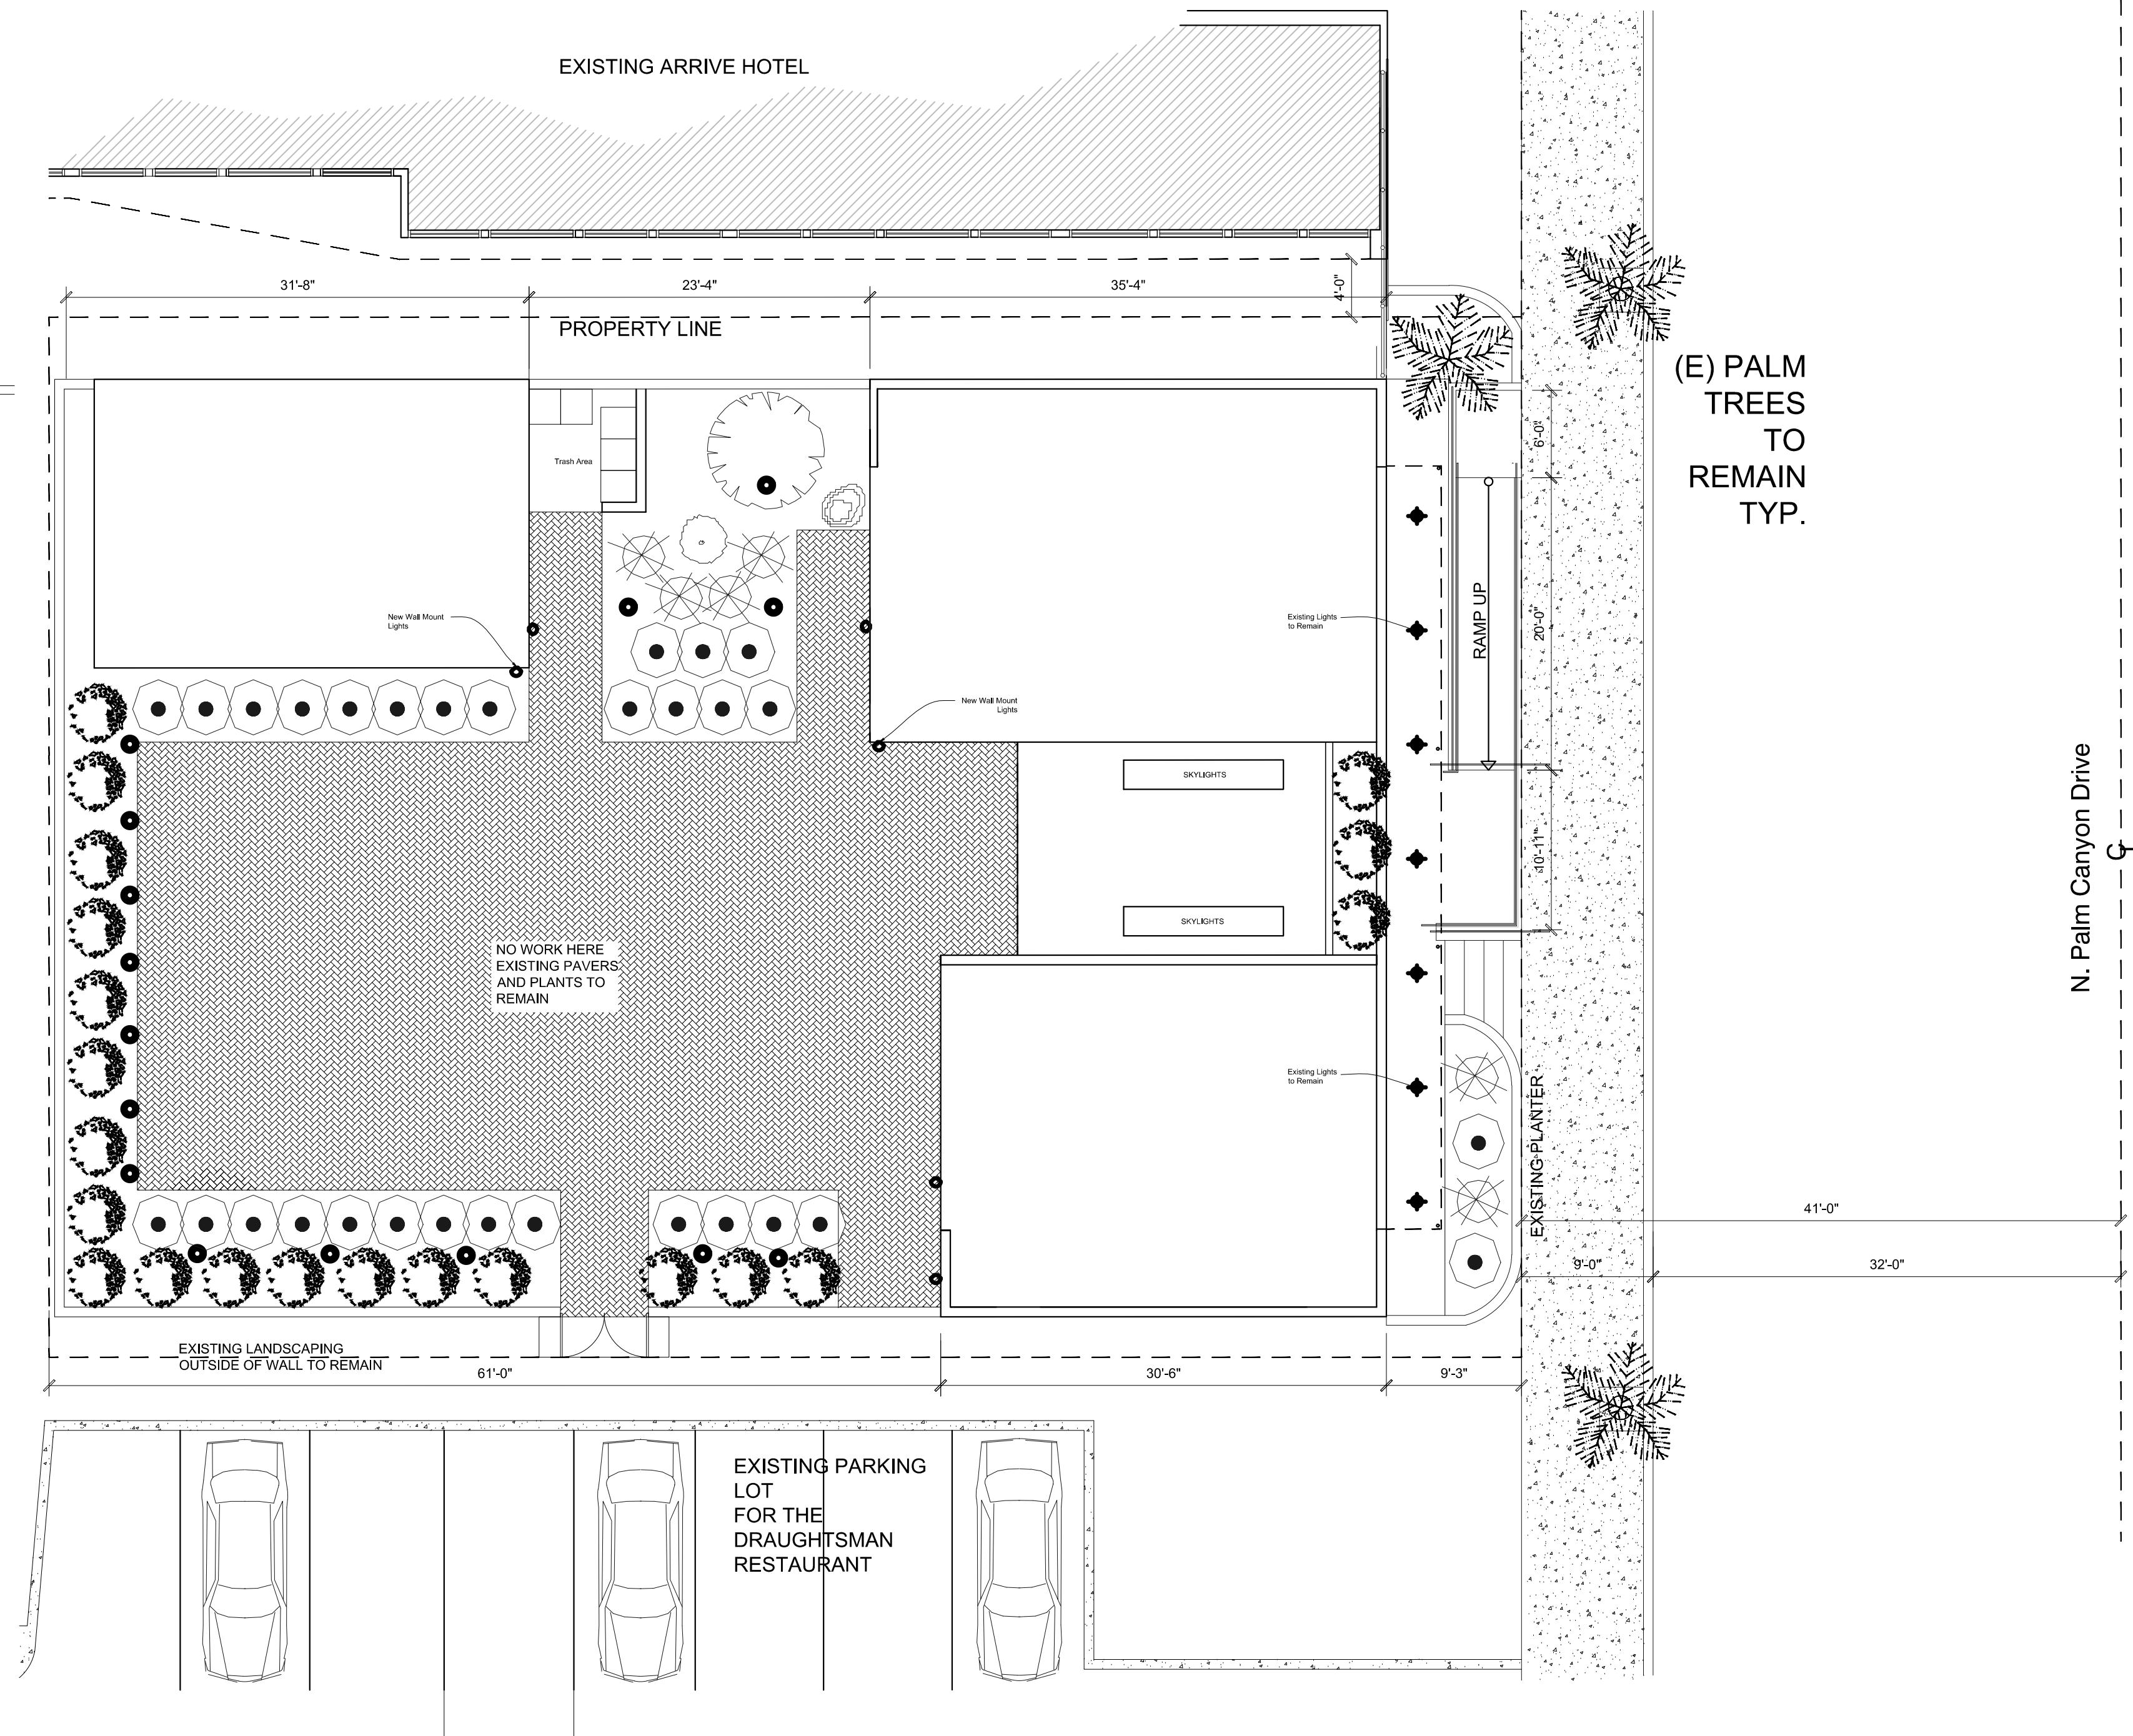 EXISTING ARRIVE HOTEL
31'-8"
23'-4"
35'-4"
4'-0"
PROPERTY LINE
(E) PALM
TREES
TO
REMAIN
TYP.
6'-0"
Trash Area
New Wall Mount
Lights
Existing Lights
to Remain
RAMP UP
20'-0"
New Wall Mount
Lights
SKYLIGHTS
SKYLIGHTS
10'-11"
N. Palm Canyon Drive
NO WORK HERE
EXISTING PAVERS
AND PLANTS TO
REMAIN
Existing Lights
to Remain
EXISTING PLANTER
41'-0"
9'-0"
32'-0"
EXISTING LANDSCAPING
OUTSIDE OF WALL TO REMAIN
61'-0"
30'-6"
9'-3"
EXISTING PARKING
LOT
FOR THE
DRAUGHTSMAN
RESTAURANT